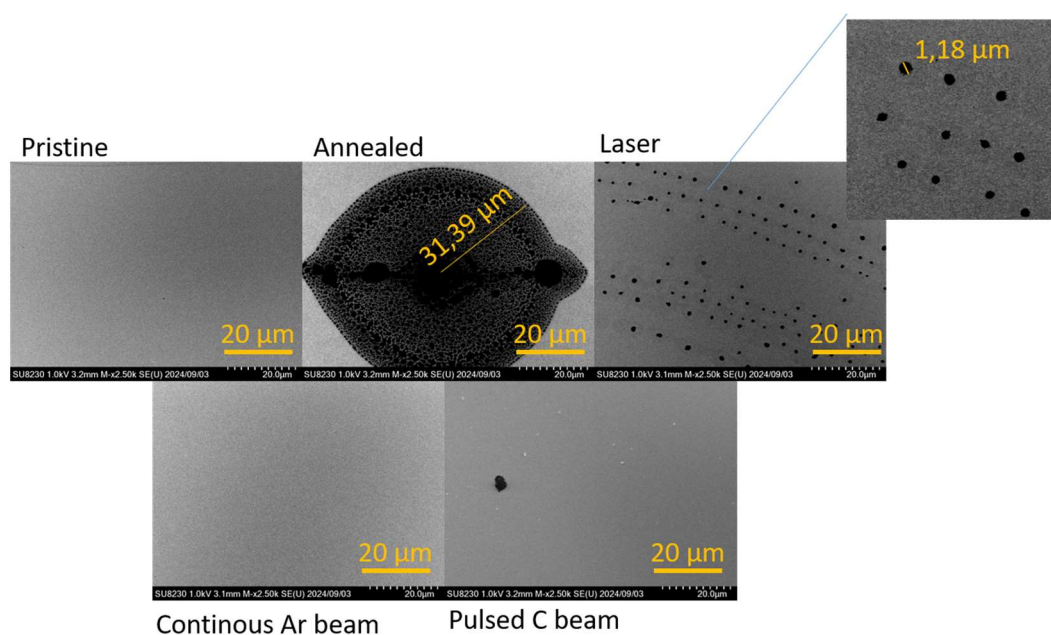 1,18 µm
Pristine
Annealed
Laser
31,39 µm
20 µm
20 µm
20 µm
SU8230 1.0kV 3.2mm M-x2.50k SE(U) 2024/09/03 20.0µm
SU8230 1.0kV 3.2mm M-x2.50k SE(U) 2024/09/03 20.0µm
SU8230 1.0kV 3.1mm M-x2.50k SE(U) 2024/09/03 20.0µm
20 µm
20 µm
SU8230 1.0kV 3.1mm M-x2.50k SE(U) 2024/09/03 20.0µm
SU8230 1.0kV 3.2mm M-x2.50k SE(U) 2024/09/03 20.0µm
Continous Ar beam
Pulsed C beam